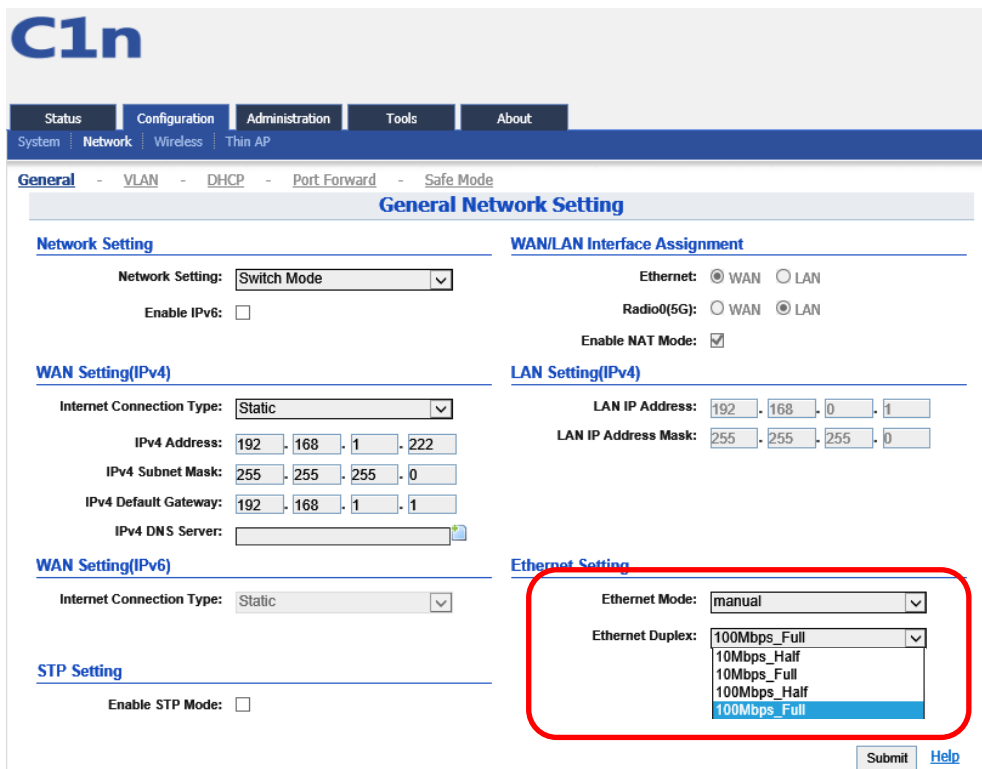 C1n
Status Configuration Administration Tools About
System Network Wireless Thin AP
General - VLAN - DHCP - Port Forward - Safe Mode
General Network Setting
Network Setting
Network Setting: Switch Mode
Enable IPv6:
WAN/LAN Interface Assignment
Ethernet: WAN LAN
Radio0(5G): WAN LAN
Enable NAT Mode:
WAN Setting(IPv4)
Internet Connection Type: Static
IPv4 Address: 192 . 168 . 1 . 222
IPv4 Subnet Mask: 255 . 255 . 255 . 0
IPv4 Default Gateway: 192 . 168 . 1 . 1
IPv4 DNS Server:
LAN Setting(IPv4)
LAN IP Address: 192 . 168 . 0 . 1
LAN IP Address Mask: 255 . 255 . 255 . 0
WAN Setting(IPv6)
Internet Connection Type: Static
Ethernet Setting
Ethernet Mode: manual
Ethernet Duplex: 100Mbps_Full
10Mbps_Half
10Mbps_Full
100Mbps_Half
100Mbps_Full
STP Setting
Enable STP Mode:
Submit Help